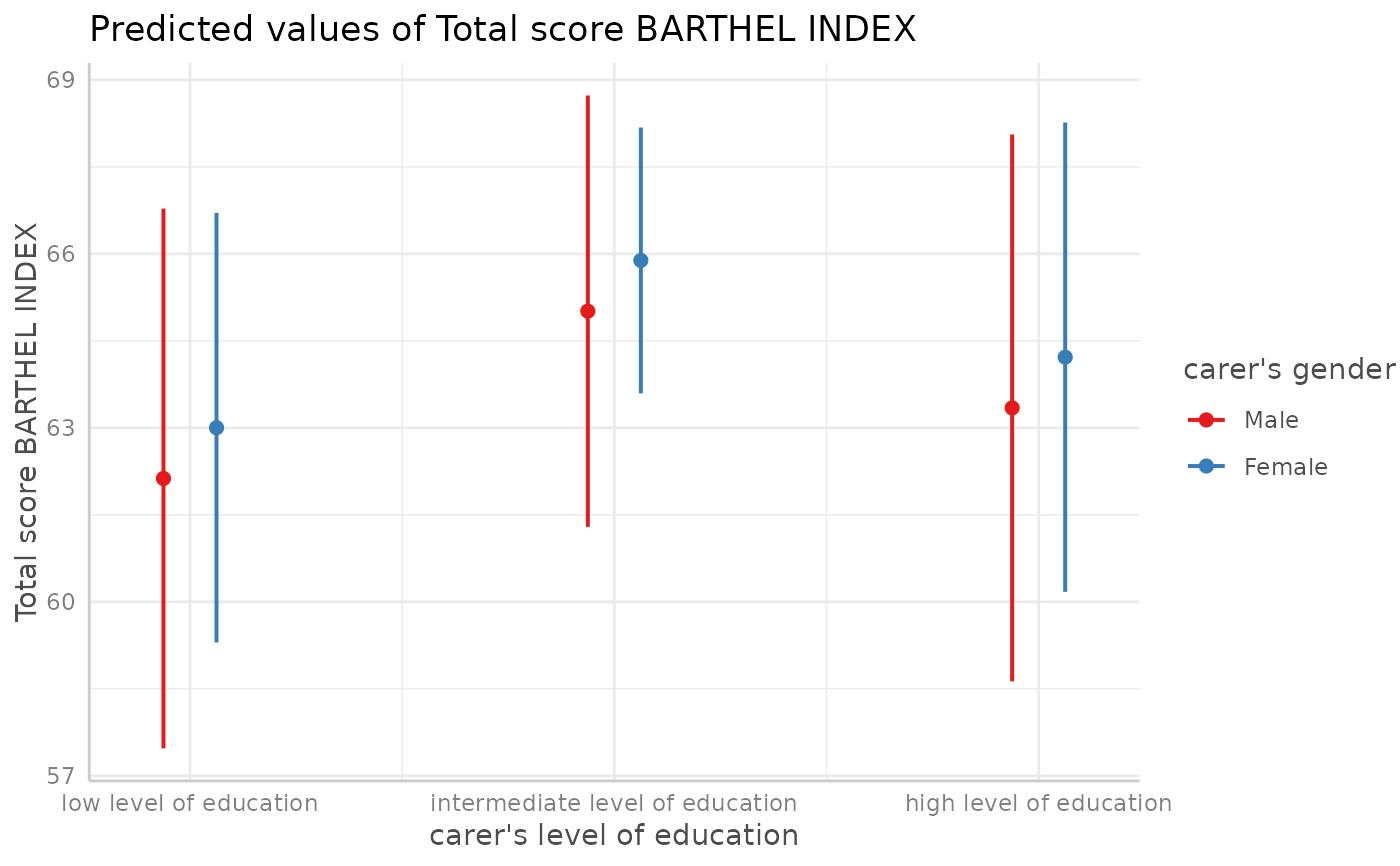 Predicted values of Total score BARTHEL INDEX
Total score BARTHEL INDEX
69
66
63
60
57
low level of education
intermediate level of education
high level of education
carer's level of education
carer's gender
Male
Female